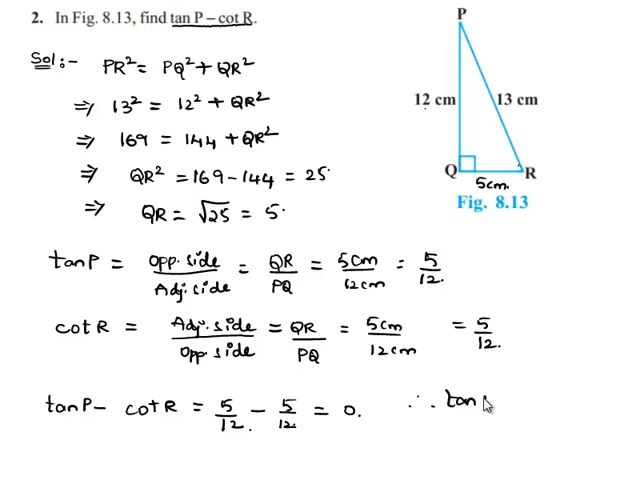 2. In Fig. 8.13, find tan P – cot R.
Sol:- PR² = PQ² + QR²
⇒ 13² = 12² + QR²
⇒ 169 = 144 + QR²
⇒ QR² = 169 - 144 = 25.
⇒ QR = √25 = 5.
P
12 cm
13 cm
Q
R
5cm.
Fig. 8.13
tanP = Opp. side / Adj. side = QR / PQ = 5cm / 12cm = 5 / 12.
cotR = Adj. side / Opp. side = QR / PQ = 5cm / 12cm = 5 / 12.
tanP - cotR = 5 / 12. - 5 / 12 = 0. ∴ tan